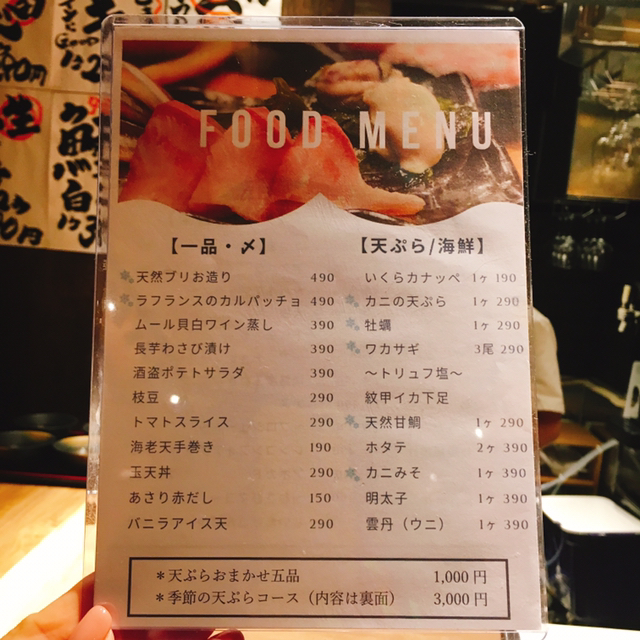 FOOD MENU
【一品・〆】
天然ブリお造り 490
ラフランスのカルパッチョ 490
ムール貝白ワイン蒸し 390
長芋わさび漬け 390
酒盗ポテトサラダ 390
枝豆 290
トマトスライス 290
海老天手巻き 190
玉天丼 290
あさり赤だし 150
バニラアイス天 290
【天ぷら/海鮮】
いくらカナッペ 1ヶ 190
カニの天ぷら 1ヶ 290
牡蠣 1ヶ 290
ワカサギ 3尾 290
〜トリュフ塩〜
紋甲イカ下足
天然甘鯛 1ヶ 290
ホタテ 2ヶ 390
カニみそ 1ヶ 390
明太子 1ヶ 390
雲丹（ウニ） 1ヶ 390
＊天ぷらおまかせ五品 1,000 円
＊季節の天ぷらコース（内容は裏面） 3,000 円